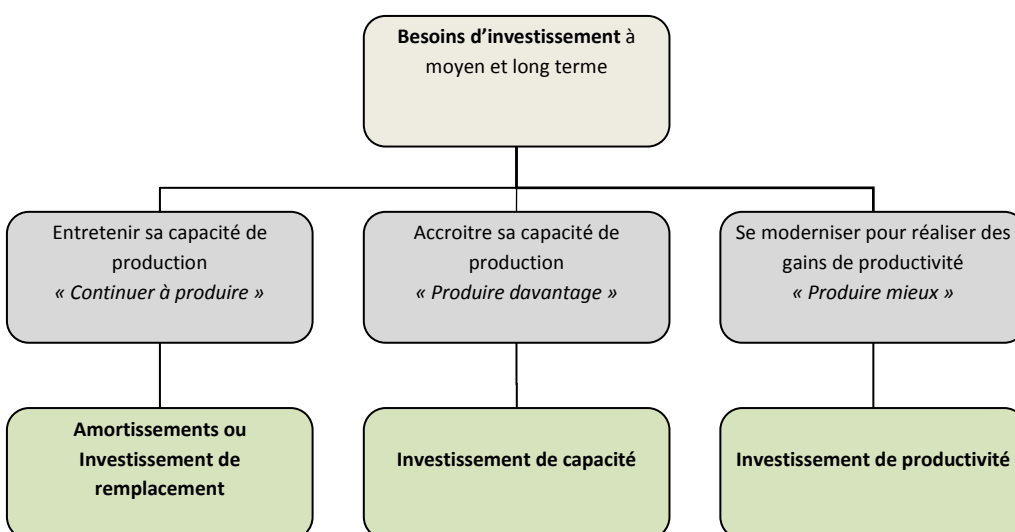 Besoins d’investissement à
moyen et long terme
Entretenir sa capacité de
production
« Continuer à produire »
Accroitre sa capacité de
production
« Produire davantage »
Se moderniser pour réaliser des
gains de productivité
« Produire mieux »
Amortissements ou
Investissement de
remplacement
Investissement de capacité
Investissement de productivité